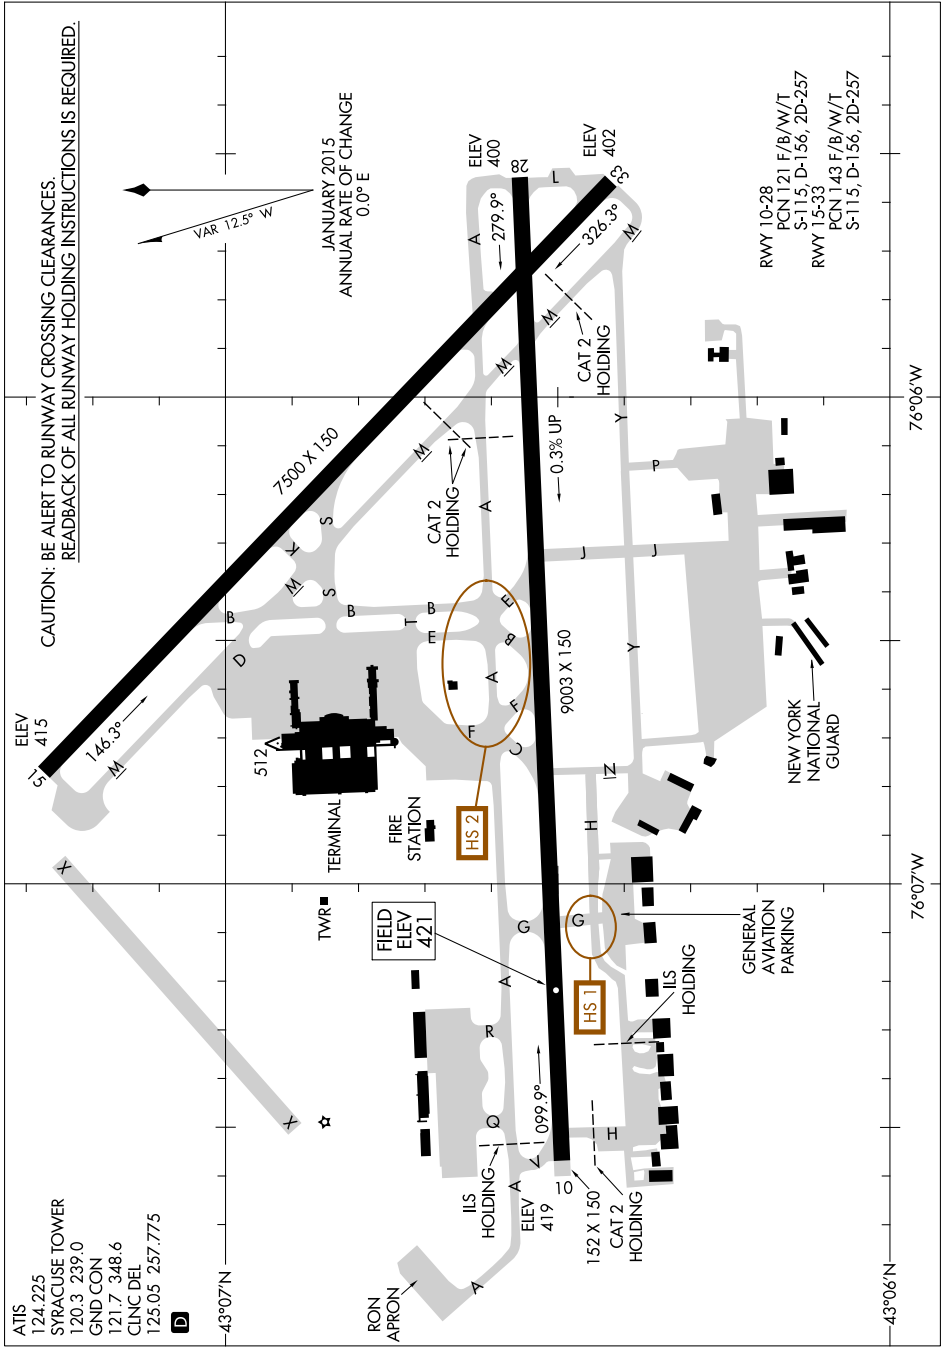 CAUTION: BE ALERT TO RUNWAY CROSSING CLEARANCES.
READBACK OF ALL RUNWAY HOLDING INSTRUCTIONS IS REQUIRED.
ATIS
124.225
SYRACUSE TOWER
120.3 239.0
GND CON
121.7 348.6
CLNC DEL
125.05 257.775
D
VAR 12.5° W
JANUARY 2015
ANNUAL RATE OF CHANGE
0.0° E
43°07'N
43°06'N
76°07'W
76°06'W
X
X
TWR
ELEV
415
15
146.3°
M
D
B
512
TERMINAL
FIRE
STATION
FIELD
ELEV
421
7500 X 150
K
M
S
S
B
T
B
E
E
B
A
F
F
C
HS 2
M
CAT 2
HOLDING
A
M
M
A
279.9°
ELEV
400
28
L
ELEV
402
33
326.3°
M
CAT 2
HOLDING
0.3% UP
9003 X 150
RON
APRON
A
A
ILS
HOLDING
ELEV
419
V
10
152 X 150
CAT 2
HOLDING
H
Q
R
A
099.9°
G
G
HS 1
ILS
HOLDING
GENERAL
AVIATION
PARKING
H
N
Y
Y
J
J
P
NEW YORK
NATIONAL
GUARD
RWY 10-28
PCN 121 F/B/W/T
S-115, D-156, 2D-257
RWY 15-33
PCN 143 F/B/W/T
S-115, D-156, 2D-257